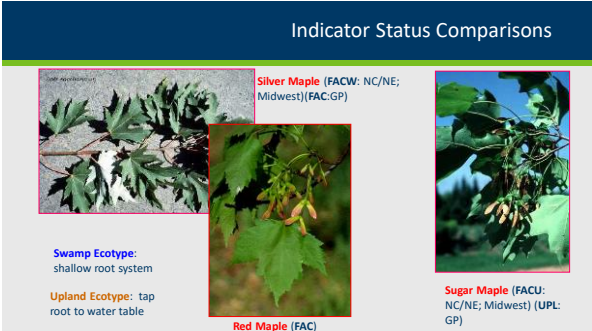 Indicator Status Comparisons
Silver Maple (FACW: NC/NE;
Midwest)(FAC:GP)
Swamp Ecotype:
shallow root system
Upland Ecotype: tap
root to water table
Red Maple (FAC)
Sugar Maple (FACU:
NC/NE; Midwest) (UPL:
GP)